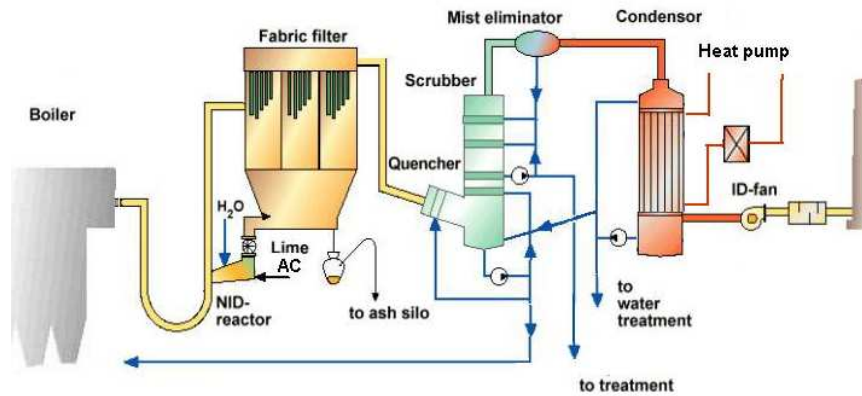 Mist eliminator
Condensor
Fabric filter
Heat pump
Scrubber
Boiler
Quencher
H2O
ID-fan
Lime
AC
NID-
reactor
to ash silo
to
water
treatment
to treatment